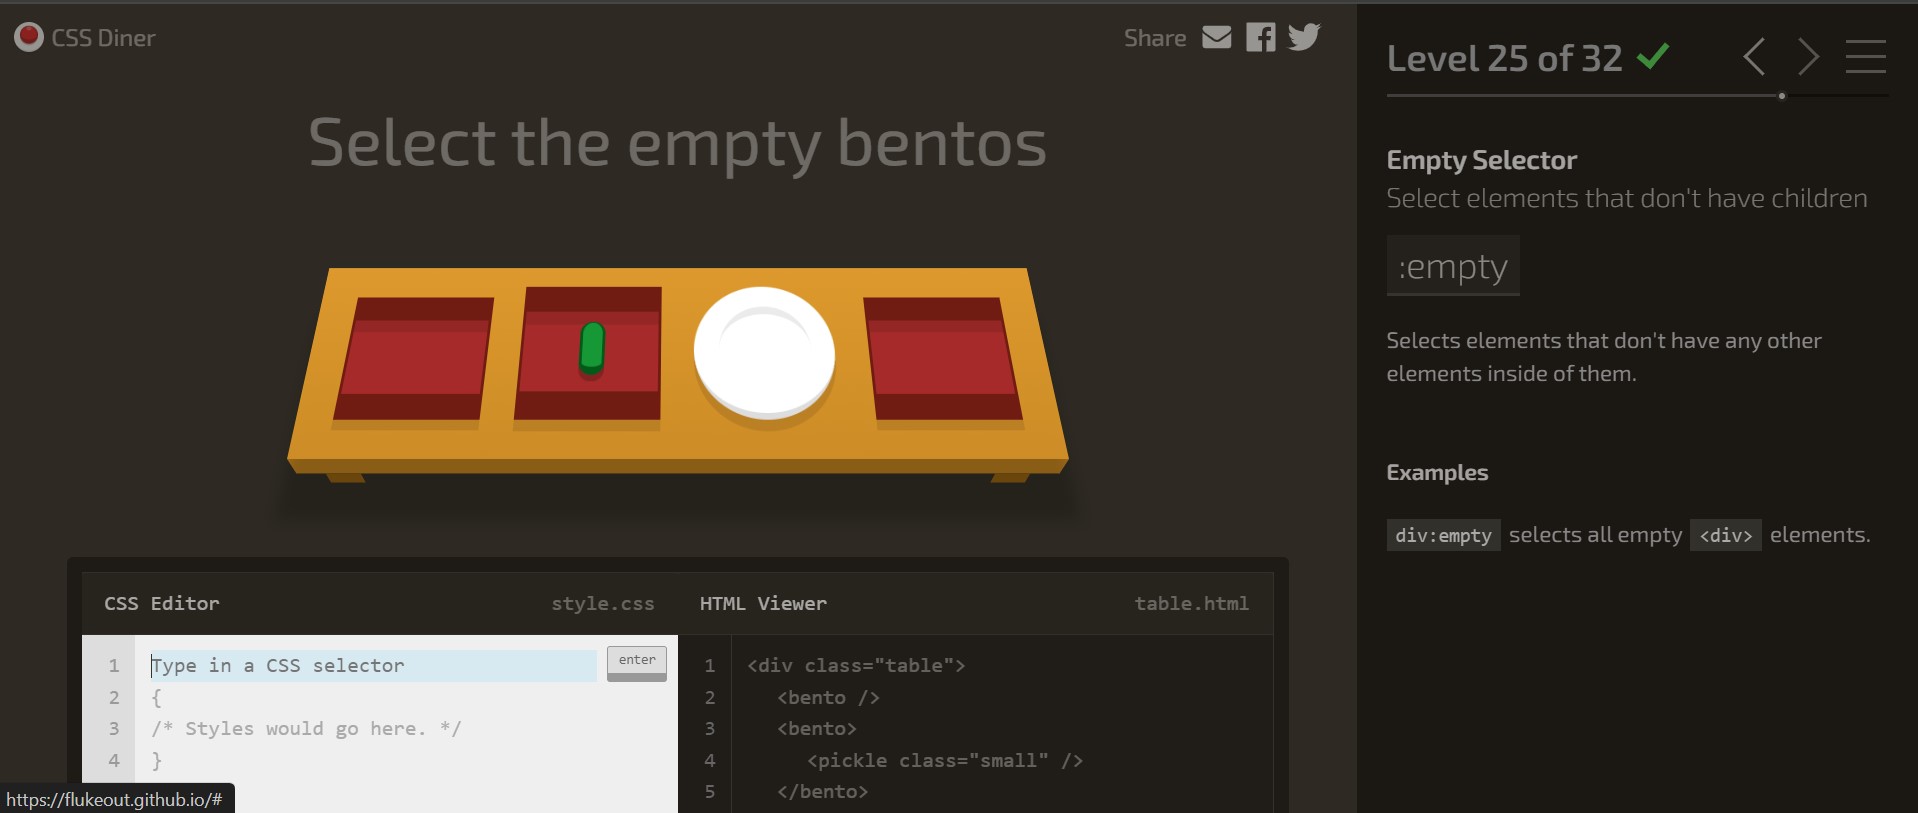 CSS Diner
Share
Select the empty bentos
CSS Editor style.css
1 Type in a CSS selector enter
2 {
3 /* Styles would go here. */
4 }
HTML Viewer table.html
1 <div class="table">
2 <bento />
3 <bento>
4 <pickle class="small" />
5 </bento>
https://flukeout.github.io/#
Level 25 of 32
Empty Selector
Select elements that don't have children
:empty
Selects elements that don't have any other
elements inside of them.
Examples
div:empty selects all empty <div> elements.